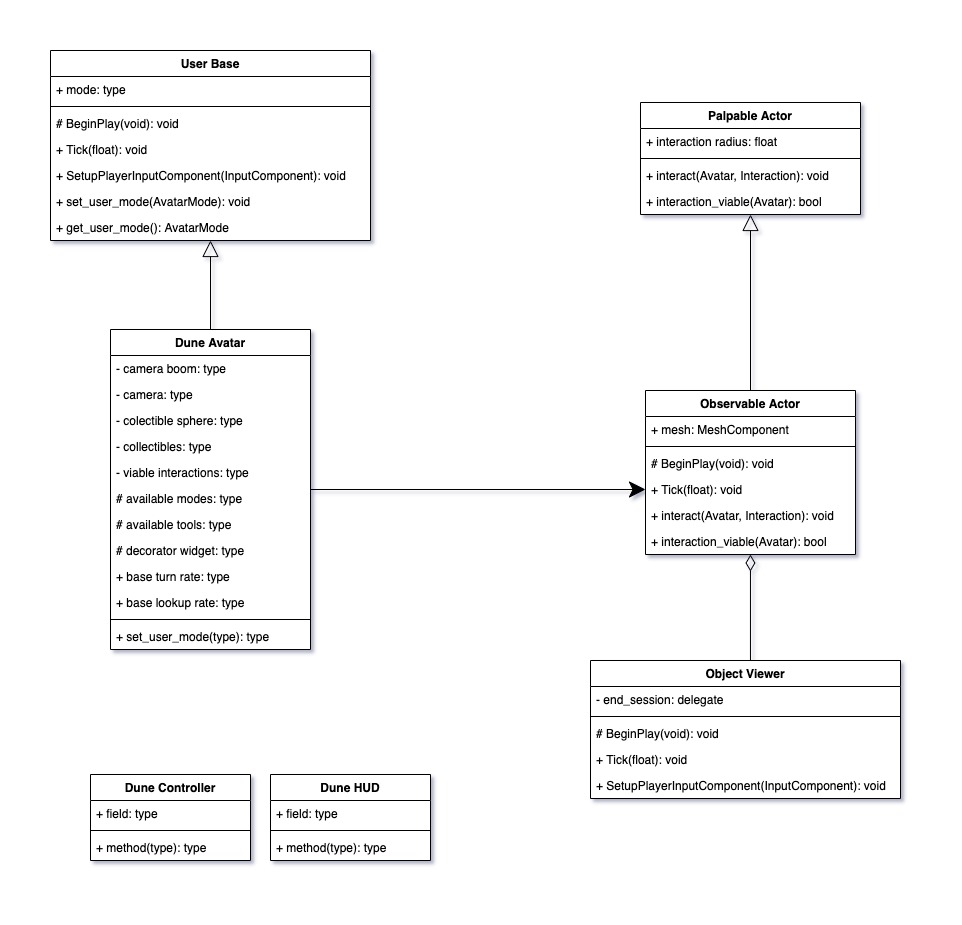 User Base
+ mode: type
# BeginPlay(void): void
+ Tick(float): void
+ SetupPlayerInputComponent(InputComponent): void
+ set_user_mode(AvatarMode): void
+ get_user_mode(): AvatarMode
Palpable Actor
+ interaction radius: float
+ interact(Avatar, Interaction): void
+ interaction_viable(Avatar): bool
Dune Avatar
- camera boom: type
- camera: type
- colectible sphere: type
- collectibles: type
- viable interactions: type
# available modes: type
# available tools: type
# decorator widget: type
+ base turn rate: type
+ base lookup rate: type
+ set_user_mode(type): type
Observable Actor
+ mesh: MeshComponent
# BeginPlay(void): void
+ Tick(float): void
+ interact(Avatar, Interaction): void
+ interaction_viable(Avatar): bool
Object Viewer
- end_session: delegate
# BeginPlay(void): void
+ Tick(float): void
+ SetupPlayerInputComponent(InputComponent): void
Dune Controller
+ field: type
+ method(type): type
Dune HUD
+ field: type
+ method(type): type